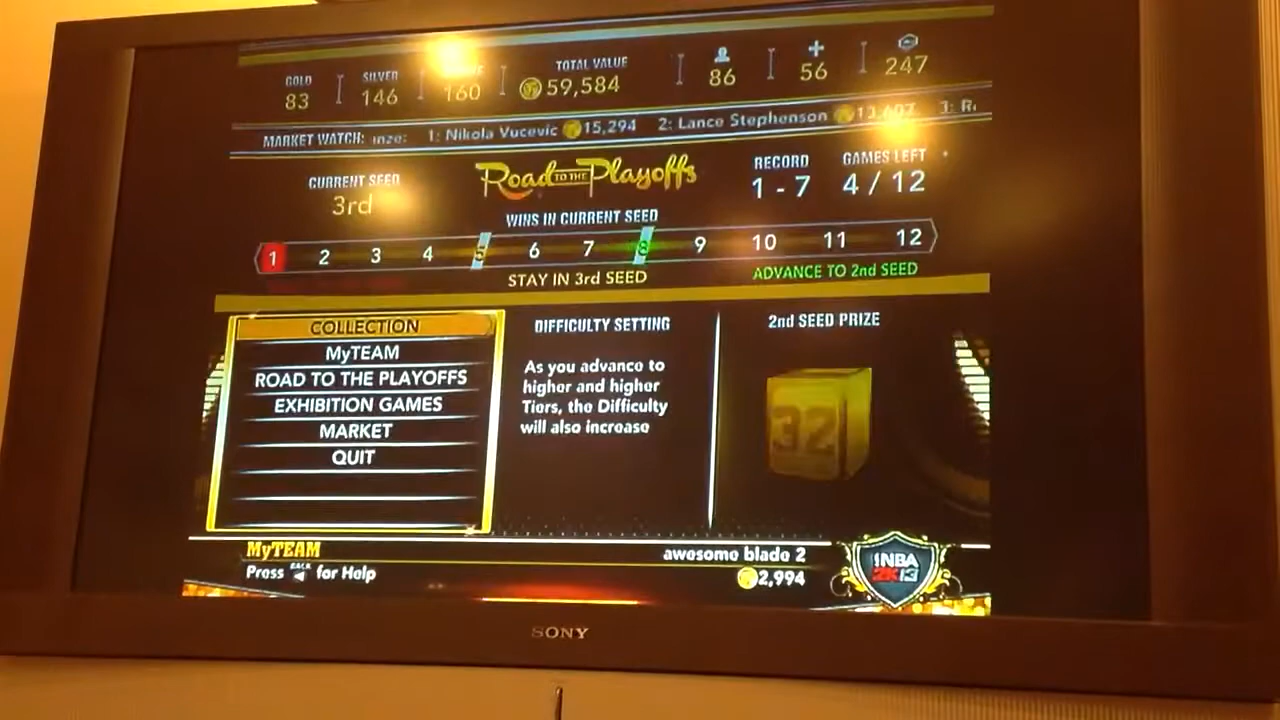 GOLD SILVER TOTAL VALUE
83 146 160 59,584 86 56 247
MARKET WATCH: 1: Nikola Vucevic 15,294 2: Lance Stephenson 13,607 3: R
CURRENT SEED
3rd
Road TO THE Playoffs
RECORD
1 - 7
GAMES LEFT
4 / 12
WINS IN CURRENT SEED
1 2 3 4 5 6 7 8 9 10 11 12
STAY IN 3rd SEED
ADVANCE TO 2nd SEED
COLLECTION
MyTEAM
ROAD TO THE PLAYOFFS
EXHIBITION GAMES
MARKET
QUIT
DIFFICULTY SETTING
As you advance to
higher and higher
Tiers, the Difficulty
will also increase
2nd SEED PRIZE
32
MyTEAM
Press BACK for Help
awesome blade 2
2,994
NBA
2K13
SONY